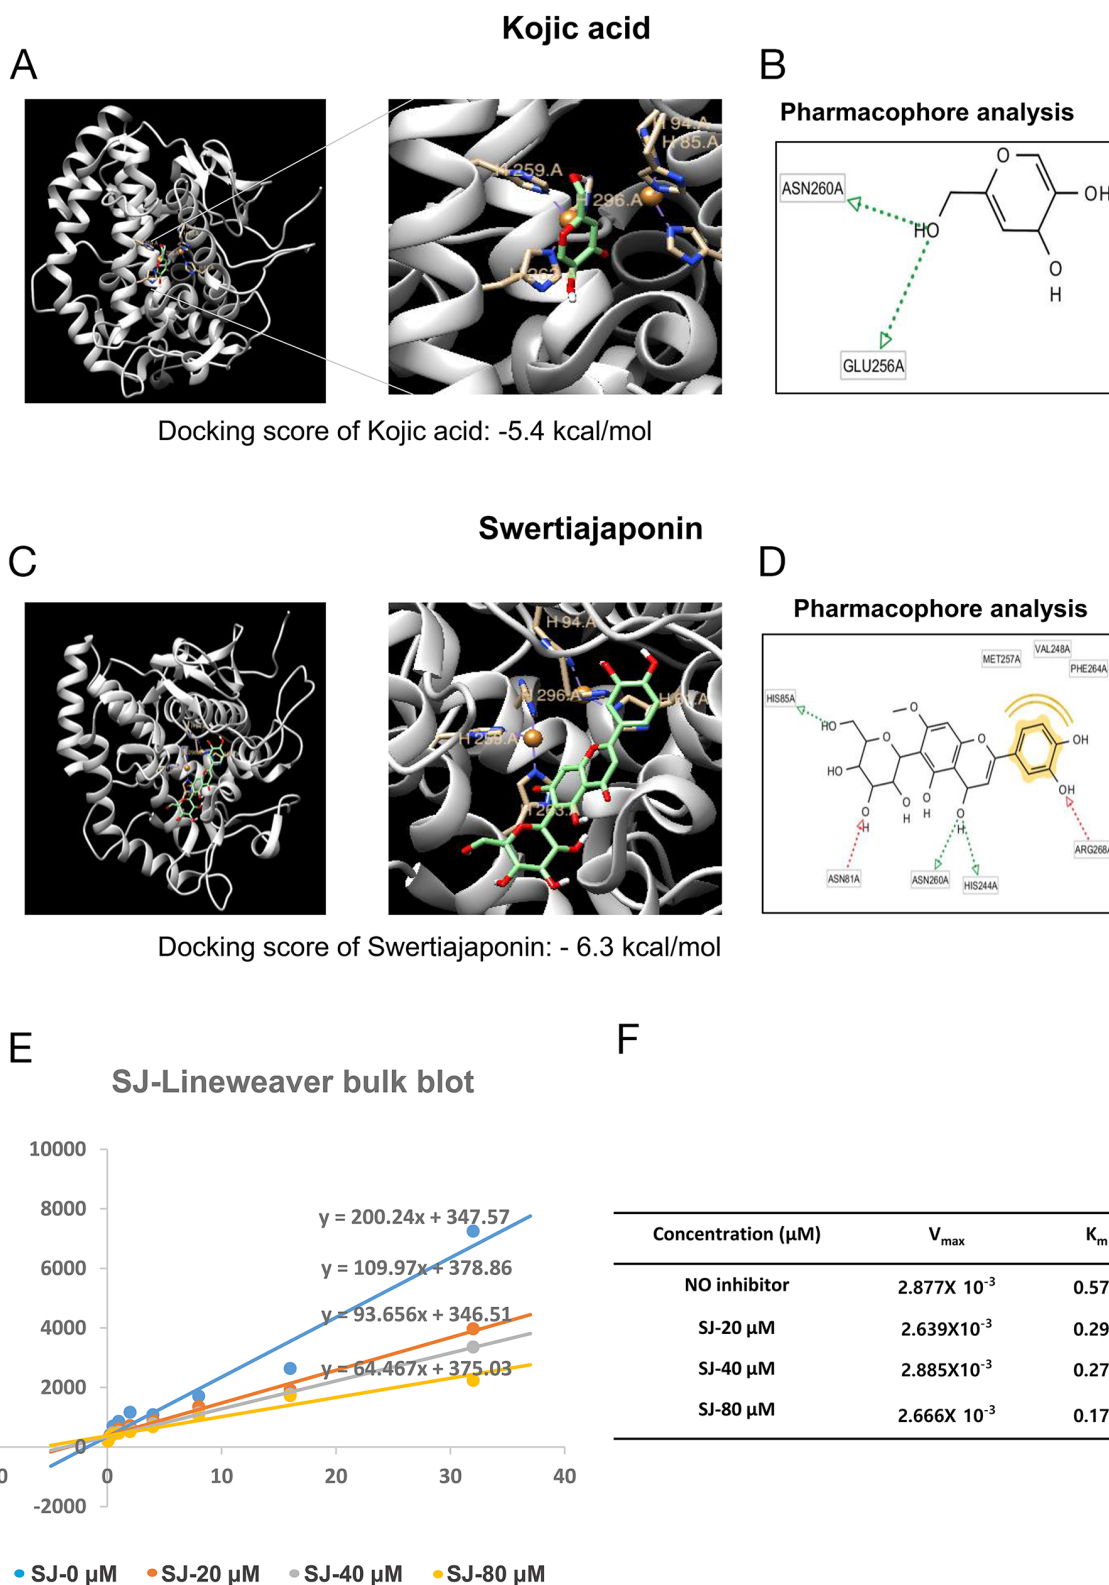 Kojic acid
A
B
Pharmacophore analysis
H 259.A
H 94.A
H 85.A
H 296.A
H 263
ASN260A
GLU256A
O
OH
HO
O
H
Docking score of Kojic acid: -5.4 kcal/mol
Swertiajaponin
C
D
Pharmacophore analysis
H 94.A
H 296.A
H 259.A
H 263.A
MET257A
VAL248A
PHE264A
HIS85A
HO
O
O
O
OH
HO
OH
O
H
O
H
O
H
O
H
ASN81A
ASN260A
HIS244A
ARG268A
Docking score of Swertiajaponin: - 6.3 kcal/mol
E
F
SJ-Lineweaver bulk blot
10000
8000
6000
4000
2000
0
-2000
y = 200.24x + 347.57
y = 109.97x + 378.86
y = 93.656x + 346.51
y = 64.467x + 375.03
0
0
10
20
30
40
SJ-0 μM SJ-20 μM SJ-40 μM SJ-80 μM
Concentration (μM) Vmax Km
NO inhibitor 2.877X 10-3 0.57
SJ-20 μM 2.639X10-3 0.29
SJ-40 μM 2.885X10-3 0.27
SJ-80 μM 2.666X 10-3 0.17